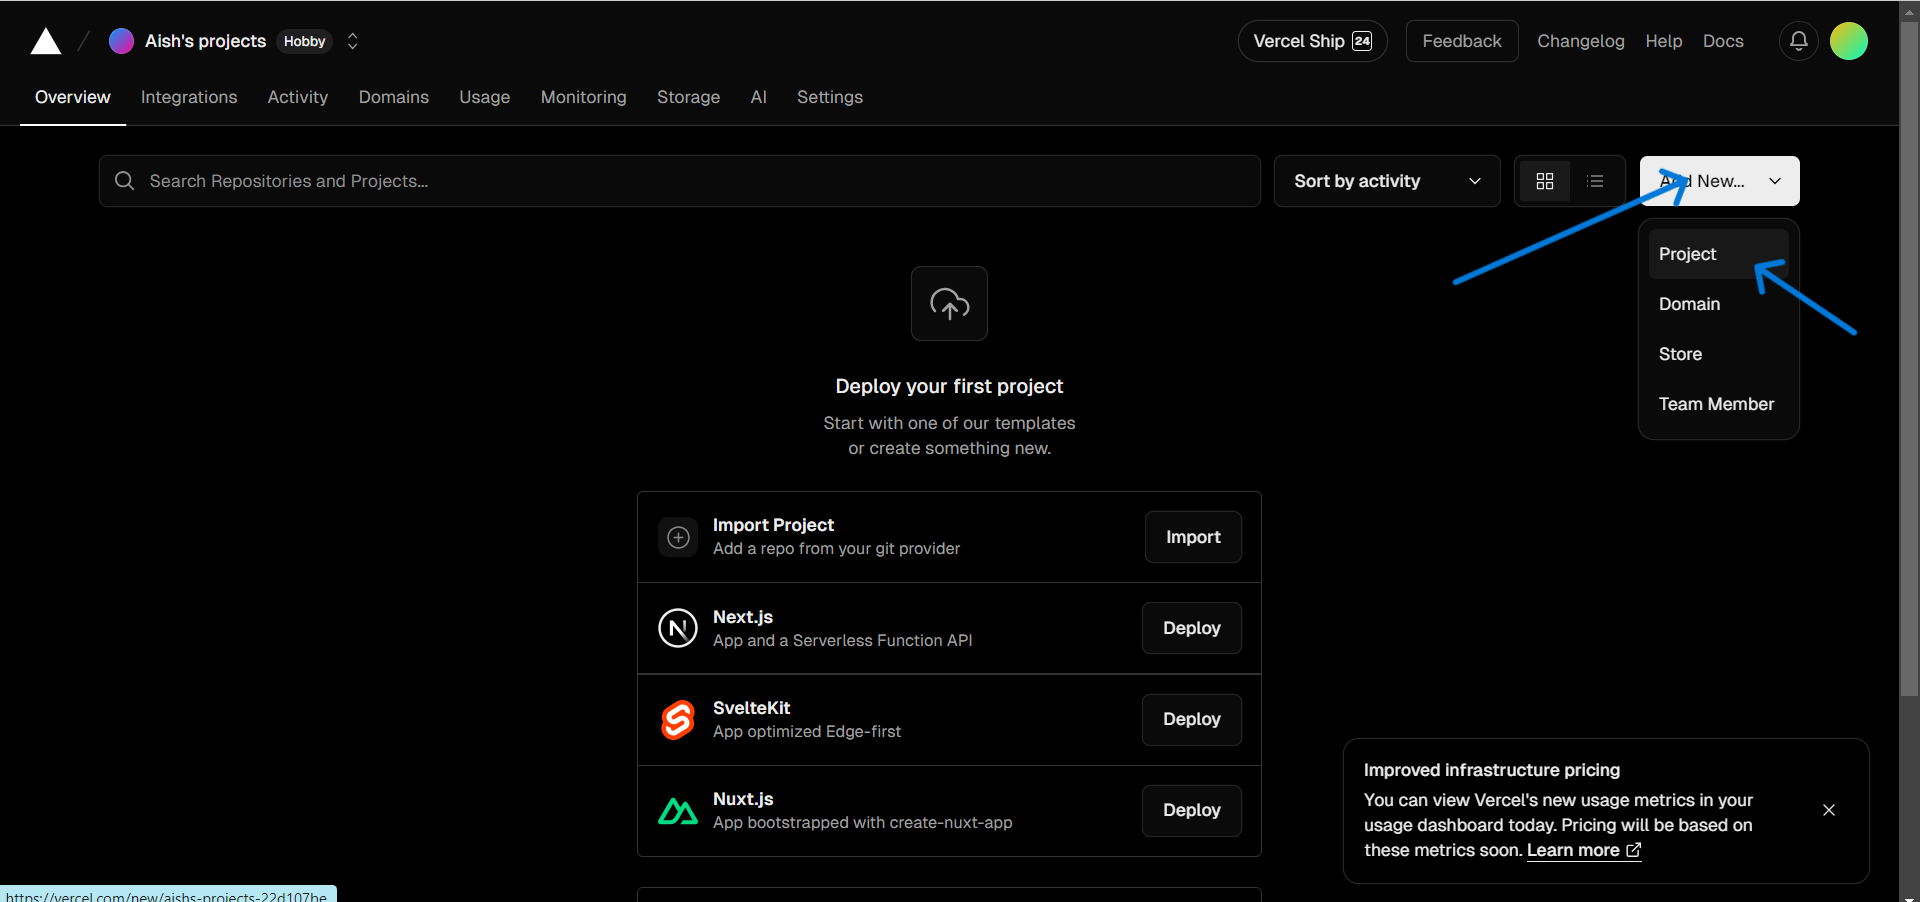 Aish's projects Hobby
Vercel Ship 24
Feedback
Changelog
Help
Docs
Overview
Integrations
Activity
Domains
Usage
Monitoring
Storage
AI
Settings
Search Repositories and Projects...
Sort by activity
Add New...
Project
Domain
Store
Team Member
Deploy your first project
Start with one of our templates
or create something new.
Import Project
Add a repo from your git provider
Import
Next.js
App and a Serverless Function API
Deploy
SvelteKit
App optimized Edge-first
Deploy
Nuxt.js
App bootstrapped with create-nuxt-app
Deploy
Improved infrastructure pricing
You can view Vercel's new usage metrics in your
usage dashboard today. Pricing will be based on
these metrics soon. Learn more
https://vercel.com/new/aishs-projects-22d107be